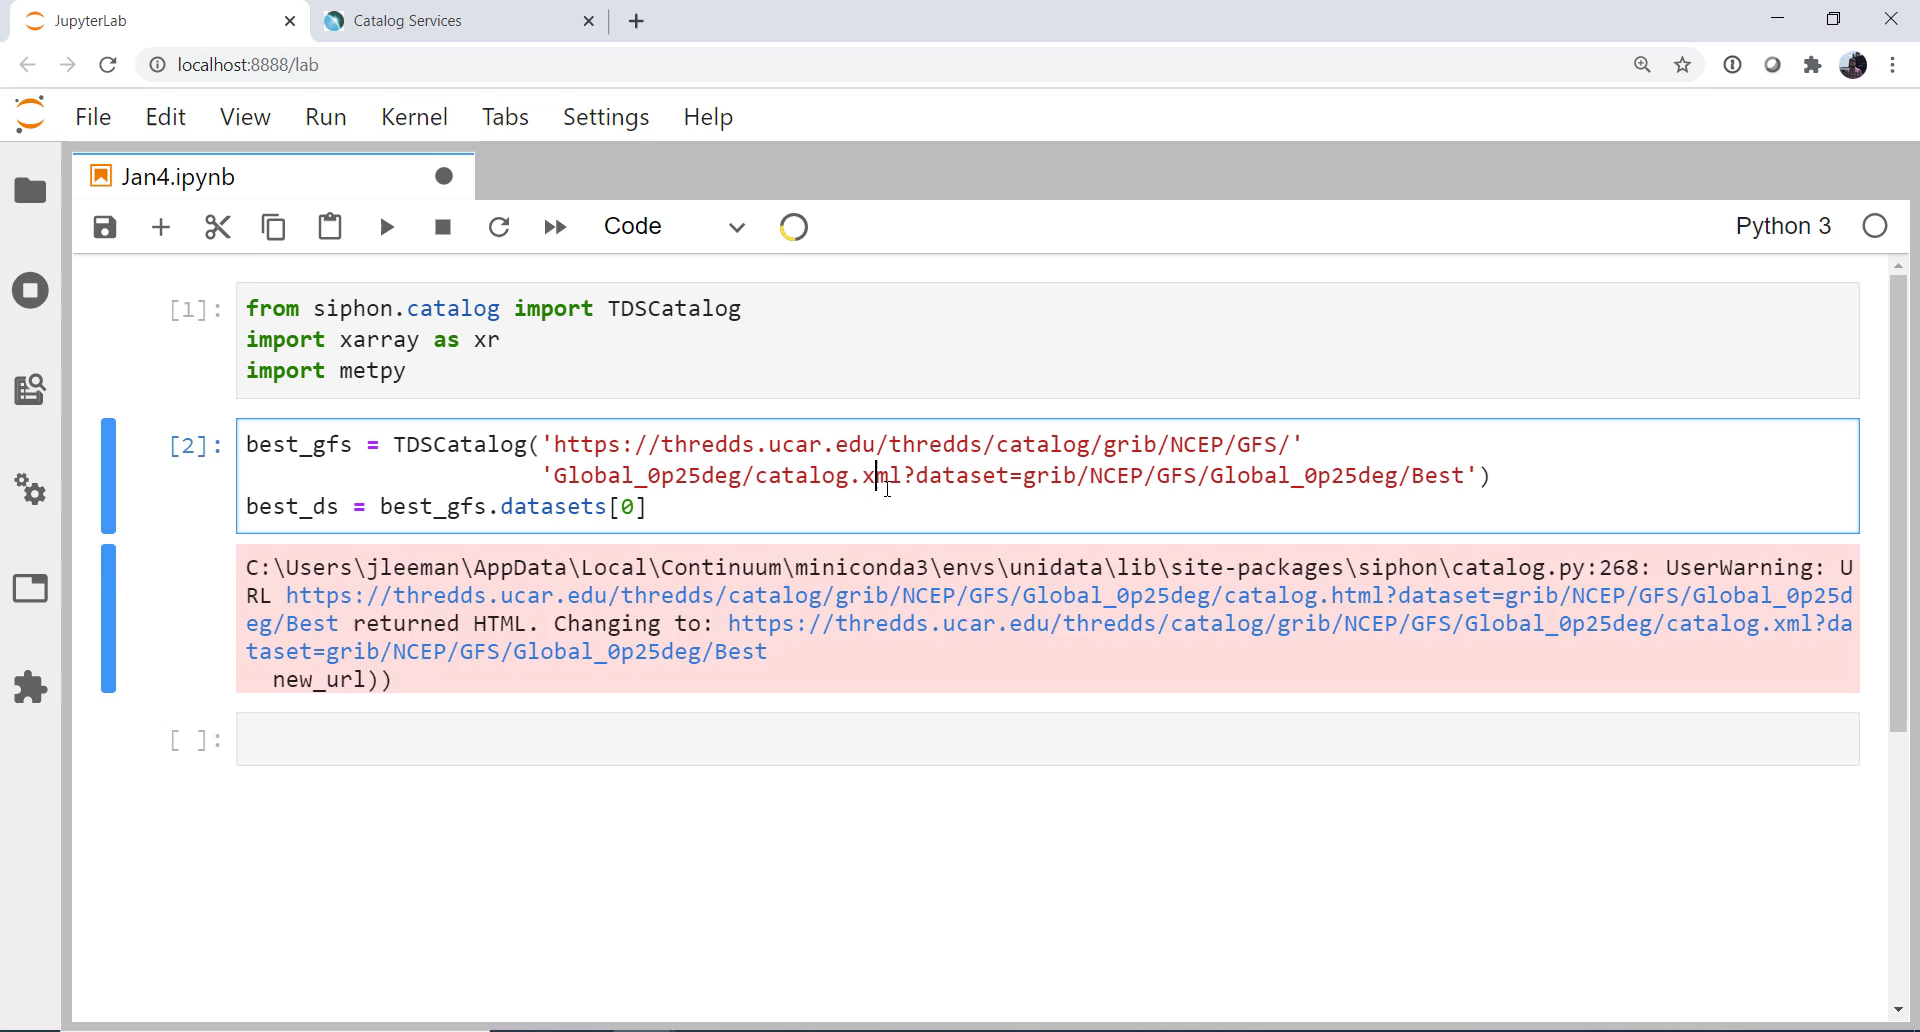 JupyterLab
Catalog Services
localhost:8888/lab
File Edit View Run Kernel Tabs Settings Help
Jan4.ipynb
Code
Python 3
[1]: from siphon.catalog import TDSCatalog
import xarray as xr
import metpy
[2]: best_gfs = TDSCatalog('https://thredds.ucar.edu/thredds/catalog/grib/NCEP/GFS/'
'Global_0p25deg/catalog.xml?dataset=grib/NCEP/GFS/Global_0p25deg/Best')
best_ds = best_gfs.datasets[0]
C:\Users\jleeman\AppData\Local\Continuum\miniconda3\envs\unidata\lib\site-packages\siphon\catalog.py:268: UserWarning: U
RL https://thredds.ucar.edu/thredds/catalog/grib/NCEP/GFS/Global_0p25deg/catalog.html?dataset=grib/NCEP/GFS/Global_0p25d
eg/Best returned HTML. Changing to: https://thredds.ucar.edu/thredds/catalog/grib/NCEP/GFS/Global_0p25deg/catalog.xml?da
taset=grib/NCEP/GFS/Global_0p25deg/Best
new_url))
[ ]: